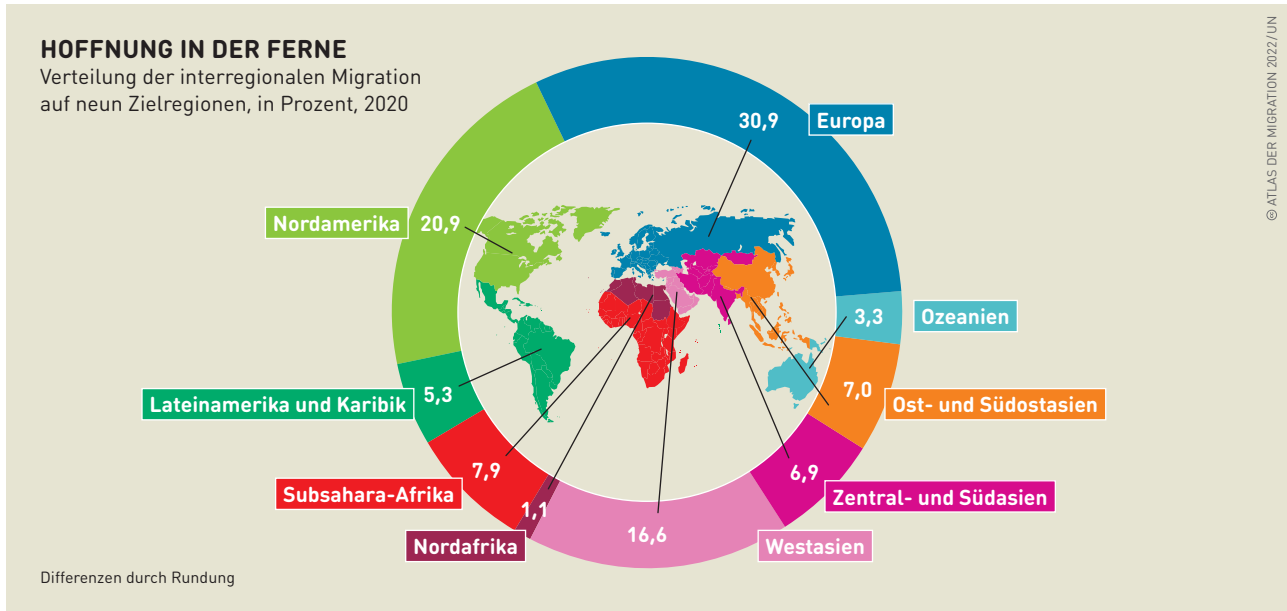 HOFFNUNG IN DER FERNE
Verteilung der interregionalen Migration
auf neun Zielregionen, in Prozent, 2020
© ATLAS DER MIGRATION 2022/UN
30,9 Europa
Nordamerika 20,9
3,3 Ozeanien
Lateinamerika und Karibik 5,3
7,0 Ost- und Südostasien
7,9
Subsahara-Afrika
6,9
Zentral- und Südasien
1,1
Nordafrika
16,6
Westasien
Differenzen durch Rundung